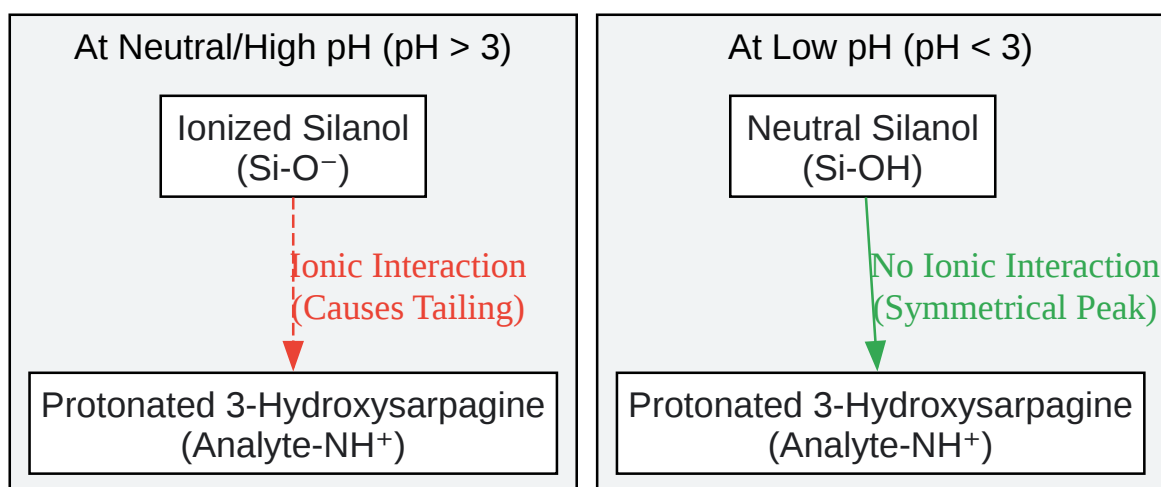 At Neutral/High pH (pH > 3)
Ionized Silanol
(Si-O⁻)
Ionic Interaction
(Causes Tailing)
Protonated 3-Hydroxysarpagine
(Analyte-NH⁺)
At Low pH (pH < 3)
Neutral Silanol
(Si-OH)
No Ionic Interaction
(Symmetrical Peak)
Protonated 3-Hydroxysarpagine
(Analyte-NH⁺)